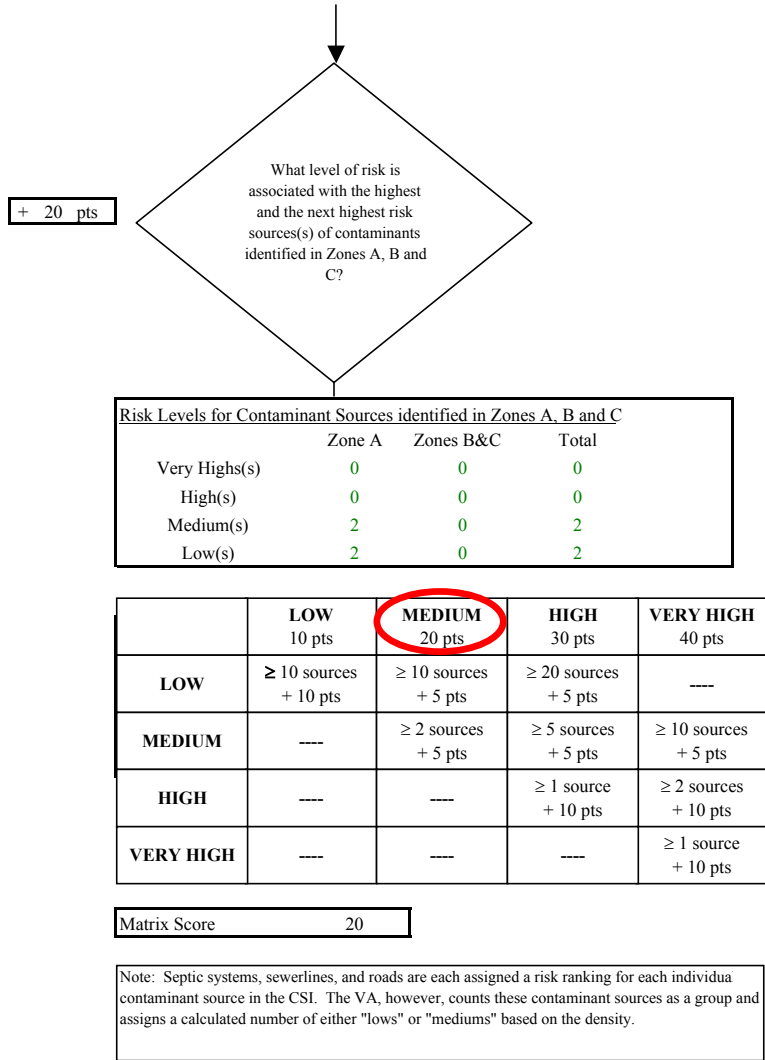 What level of risk is
associated with the highest
and the next highest risk
sources(s) of contaminants
identified in Zones A, B and
C?
+ 20 pts
Risk Levels for Contaminant Sources identified in Zones A, B and C
Zone A Zones B&C Total
Very Highs(s) 0 0 0
High(s) 0 0 0
Medium(s) 2 0 2
Low(s) 2 0 2
LOW MEDIUM HIGH VERY HIGH
10 pts 20 pts 30 pts 40 pts
LOW ≥ 10 sources ≥ 10 sources ≥ 20 sources ----
+ 10 pts + 5 pts + 5 pts
MEDIUM ---- ≥ 2 sources ≥ 5 sources ≥ 10 sources
+ 5 pts + 5 pts + 5 pts
HIGH ---- ---- ≥ 1 source ≥ 2 sources
+ 10 pts + 10 pts
VERY HIGH ---- ---- ---- ≥ 1 source
+ 10 pts
Matrix Score 20
Note: Septic systems, sewerlines, and roads are each assigned a risk ranking for each individua
contaminant source in the CSI. The VA, however, counts these contaminant sources as a group and
assigns a calculated number of either "lows" or "mediums" based on the density.